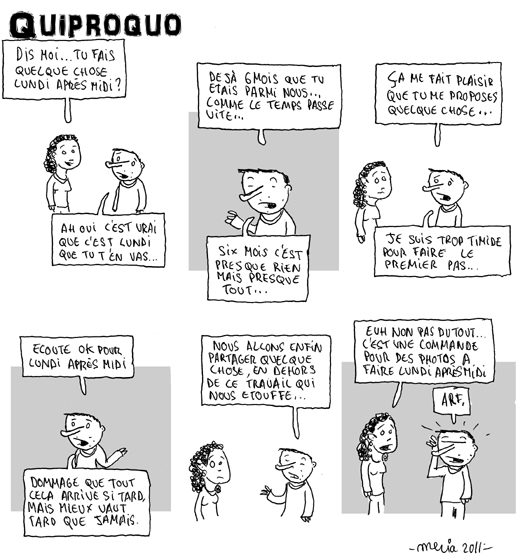 QUIPROQUO
DIS MOI... TU FAIS
QUELQUE CHOSE
LUNDI APRÈS MIDI?
AH OUI C'EST VRAI
QUE C'EST LUNDI
QUE TU T'EN VAS...
DEJÀ 6 MOIS QUE TU
ETAIS PARMI NOUS...
COMME LE TEMPS PASSE
VITE...
SIX MOIS C'EST
PRESQUE RIEN
MAIS PRESQUE
TOUT...
ÇA ME FAIT PLAISIR
QUE TU ME PROPOSES
QUELQUE CHOSE...
JE SUIS TROP TIMIDE
POUR FAIRE LE
PREMIER PAS...
ECOUTE OK POUR
LUNDI APRÈS MIDI
DOMMAGE QUE TOUT
CELA ARRIVE SI TARD,
MAIS MIEUX VAUT
TARD QUE JAMAIS.
NOUS ALLONS ENFIN
PARTAGER QUELQUE
CHOSE, EN DEHORS
DE CE TRAVAIL QUI
NOUS ETOUFFE...
EUH NON PAS DU TOUT...
C'EST UNE COMMANDE
POUR DES PHOTOS A
FAIRE LUNDI APRÈS MIDI
ARF,
-mecia 2011-